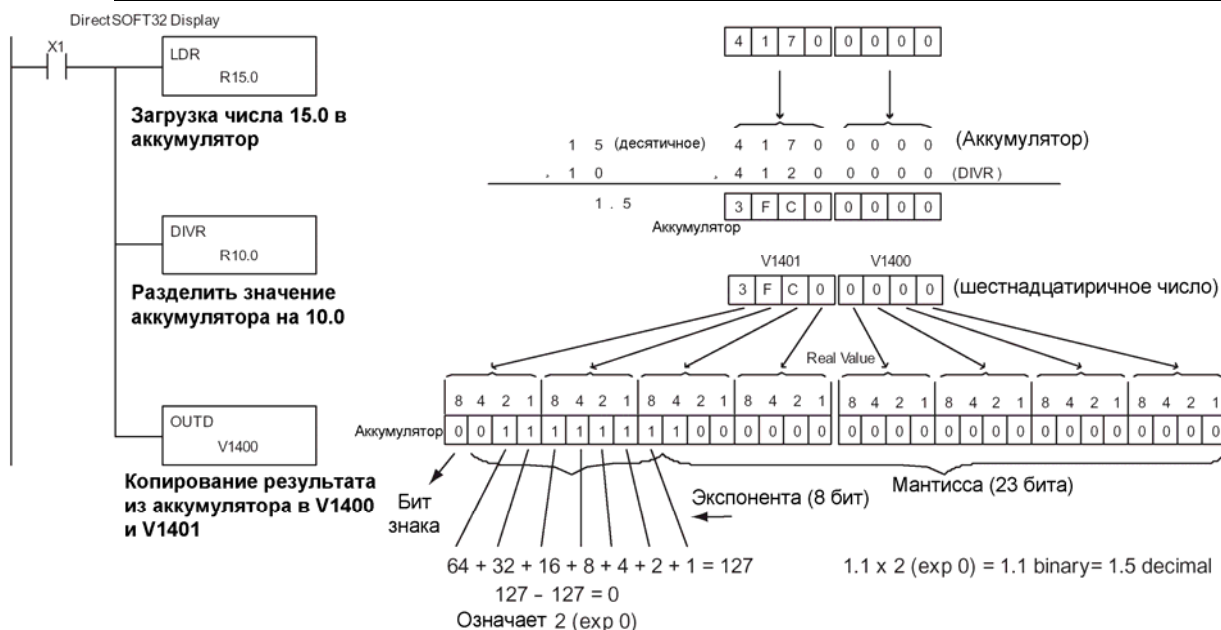 DirectSOFT32 Display
X1
LDR
R15.0
Загрузка числа 15.0 в
аккумулятор
DIVR
R10.0
Разделить значение
аккумулятора на 10.0
OUTD
V1400
Копирование результата
из аккумулятора в V1400
и V1401
4 1 7 0 0 0 0 0
1 5 (десятичное) 4 1 7 0 0 0 0 0 (Аккумулятор)
. 1 0 . 4 1 2 0 0 0 0 0 (DIVR)
1 . 5 3 F C 0 0 0 0 0
Аккумулятор
V1401 V1400
3 F C 0 0 0 0 0 (шестнадцатиричное число)
Real Value
8 4 2 1 8 4 2 1 8 4 2 1 8 4 2 1 8 4 2 1 8 4 2 1 8 4 2 1 8 4 2 1
Аккумулятор 0 0 1 1 1 1 1 1 1 1 0 0 0 0 0 0 0 0 0 0 0 0 0 0 0 0 0 0 0 0 0 0
Бит
знака
Экспонента (8 бит)
Мантисса (23 бита)
64 + 32 + 16 + 8 + 4 + 2 + 1 = 127
127 - 127 = 0
Означает 2 (exp 0)
1.1 x 2 (exp 0) = 1.1 binary= 1.5 decimal